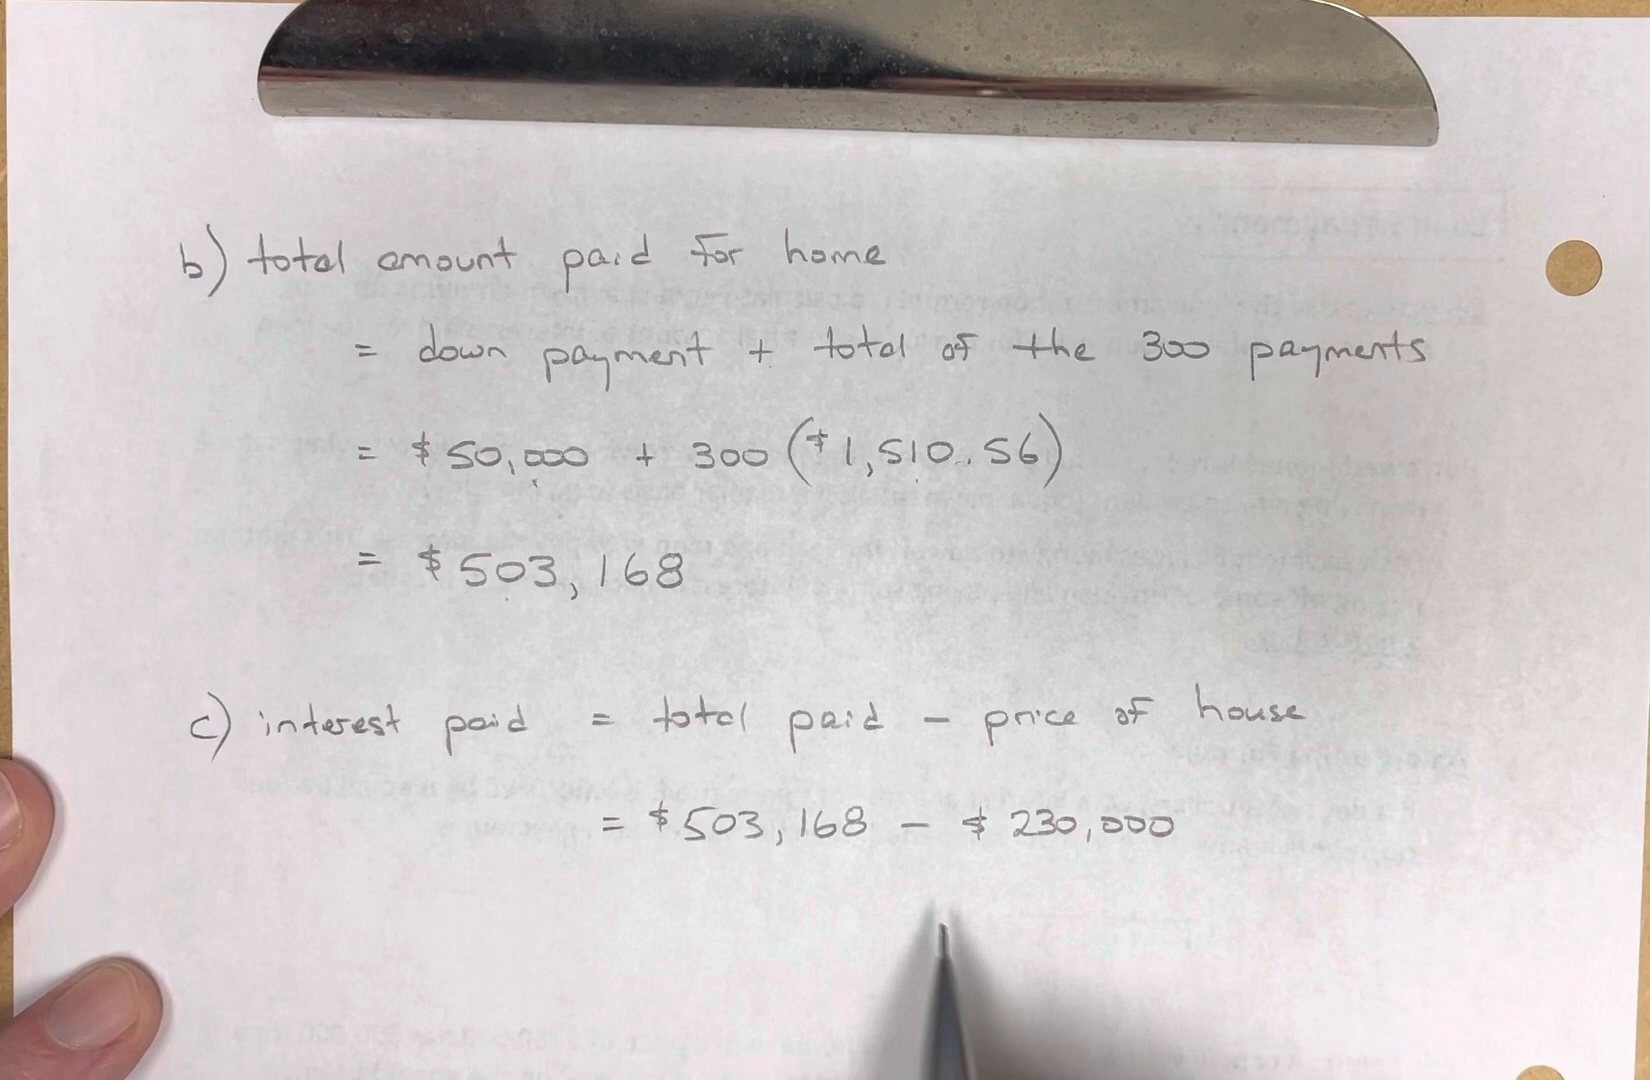 b) total amount paid for home
= down payment + total of the 300 payments
= $50,000 + 300 ($1,510.56)
= $503,168
c) interest paid = total paid - price of house
= $503,168 - $230,000